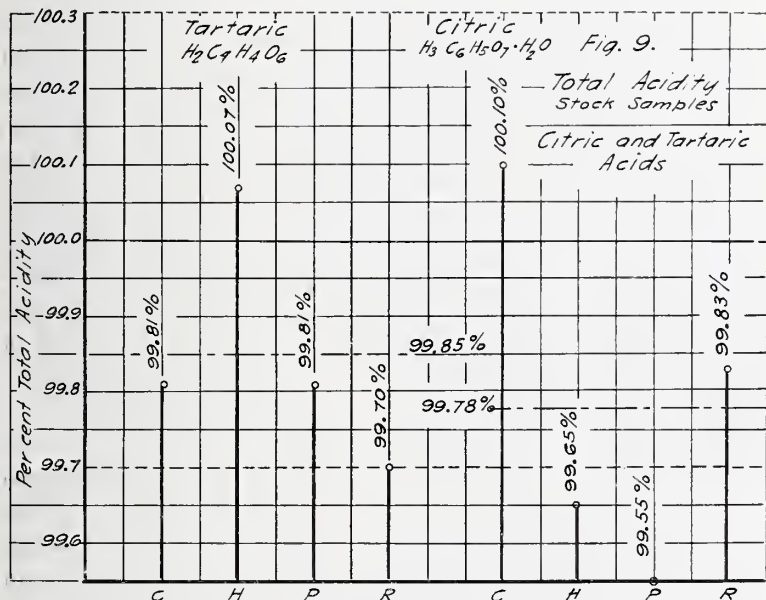 Tartaric
H2C4H4O6
Citric
H3C6H5O7·H2O
Fig. 9.
Total Acidity
Stock Samples
Citric and Tartaric
Acids
Per cent Total Acidity
100.3
100.2
100.1
100.0
99.9
99.8
99.7
99.6
99.81%
100.07%
99.81%
99.70%
99.85%
99.78%
100.10%
99.65%
99.55%
99.83%
C H P R C H P R